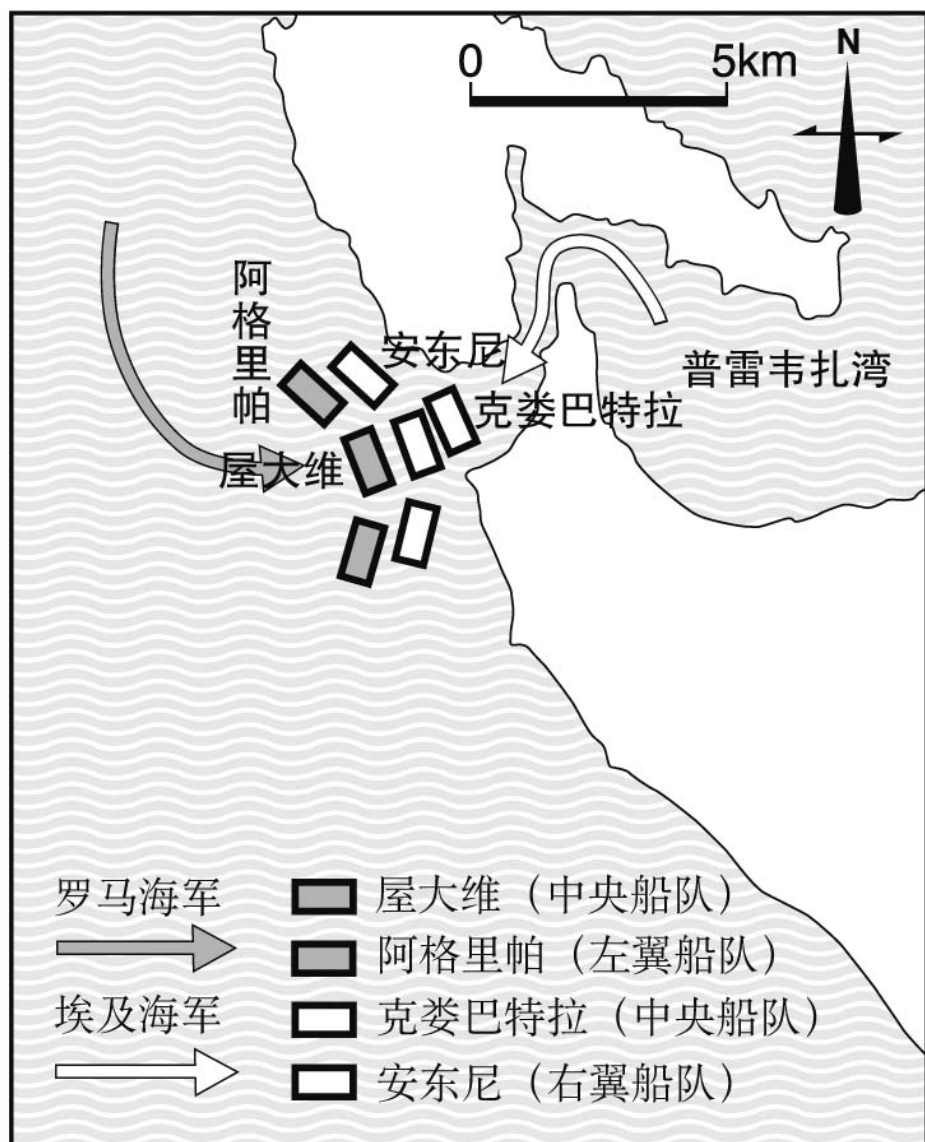 0 5km
N
阿格里帕
安东尼
普雷韦扎湾
克娄巴特拉
屋大维
罗马海军
屋大维（中央船队）
阿格里帕（左翼船队）
埃及海军
克娄巴特拉（中央船队）
安东尼（右翼船队）